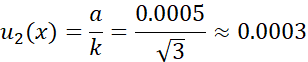 u₂(x) = a/k = 0.0005/√3 ≈ 0.0003